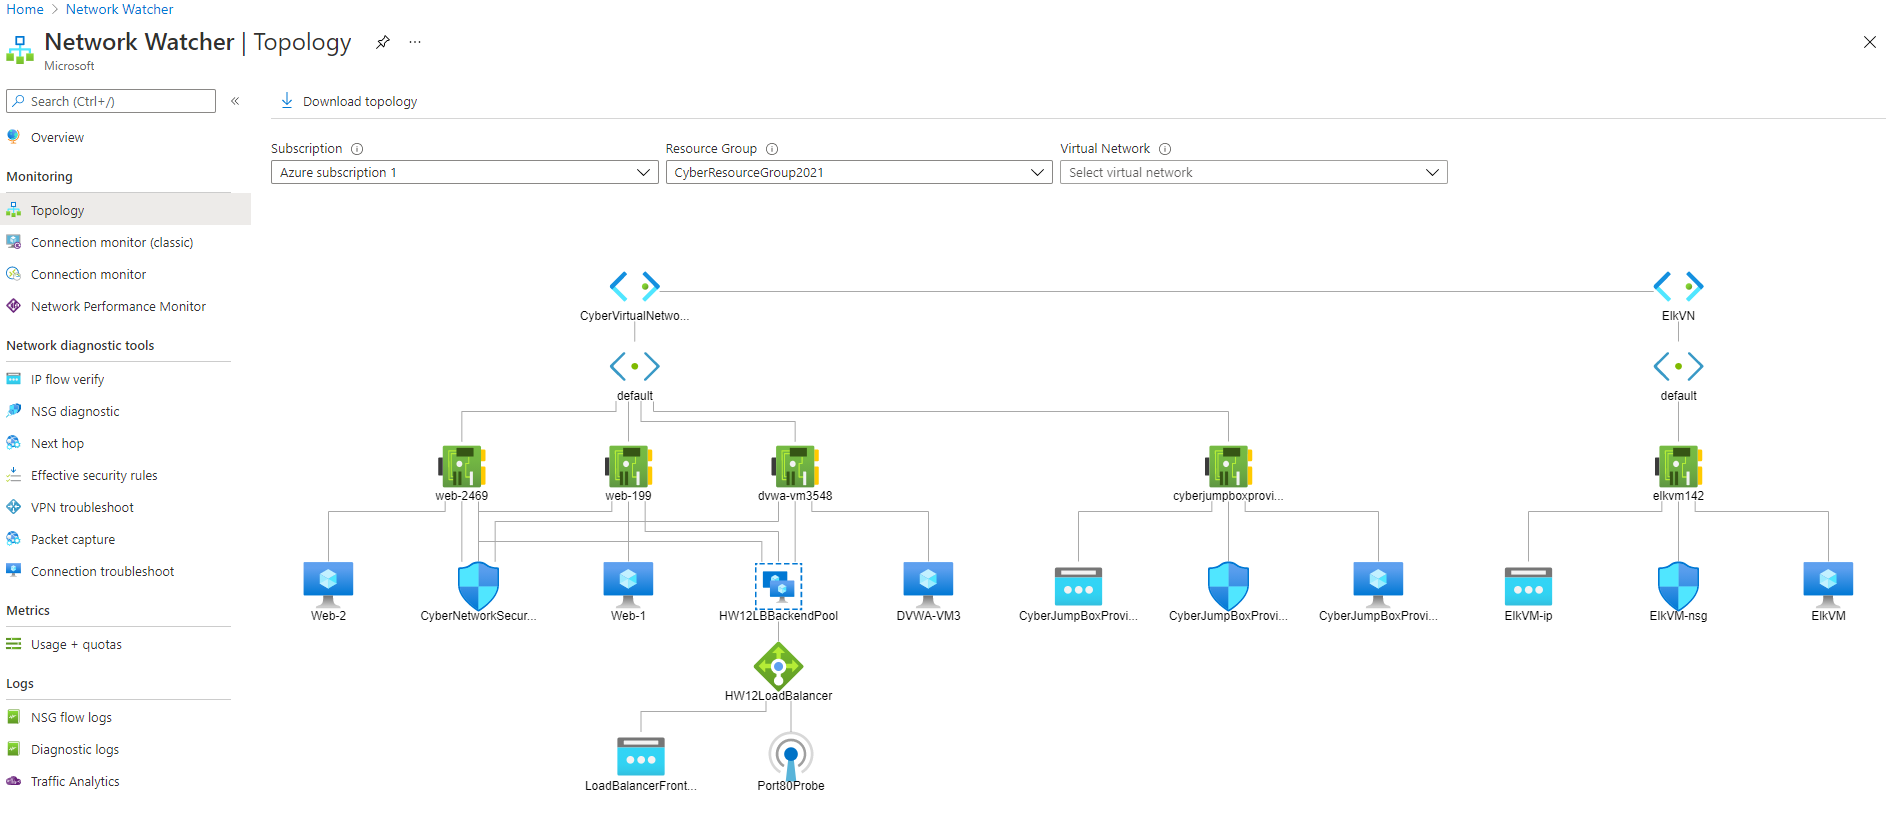 Home > Network Watcher
Network Watcher | Topology ...
Microsoft
Search (Ctrl+/) «
Overview
Monitoring
Topology
Connection monitor (classic)
Connection monitor
Network Performance Monitor
Network diagnostic tools
IP flow verify
NSG diagnostic
Next hop
Effective security rules
VPN troubleshoot
Packet capture
Connection troubleshoot
Metrics
Usage + quotas
Logs
NSG flow logs
Diagnostic logs
Traffic Analytics
Download topology
Subscription Resource Group Virtual Network
Azure subscription 1 CyberResourceGroup2021 Select virtual network
CyberVirtualNetwo... ElkVN
default default
web-2469 web-199 dvwa-vm3548 cyberjumpboxprovi... elkvm142
Web-2 CyberNetworkSecur... Web-1 HW12LBBackendPool DVWA-VM3 CyberJumpBoxProvi... CyberJumpBoxProvi... CyberJumpBoxProvi... ElkVM-ip ElkVM-nsg ElkVM
HW12LoadBalancer
LoadBalancerFront... Port80Probe